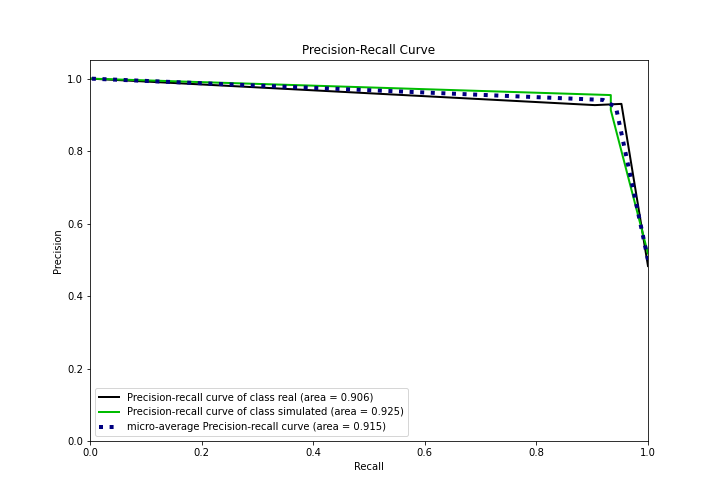 Precision-Recall Curve
1.0
0.8
0.6
0.4
0.2
0.0
Precision
Precision-recall curve of class real (area = 0.906)
Precision-recall curve of class simulated (area = 0.925)
micro-average Precision-recall curve (area = 0.915)
0.0 0.2 0.4 0.6 0.8 1.0
Recall